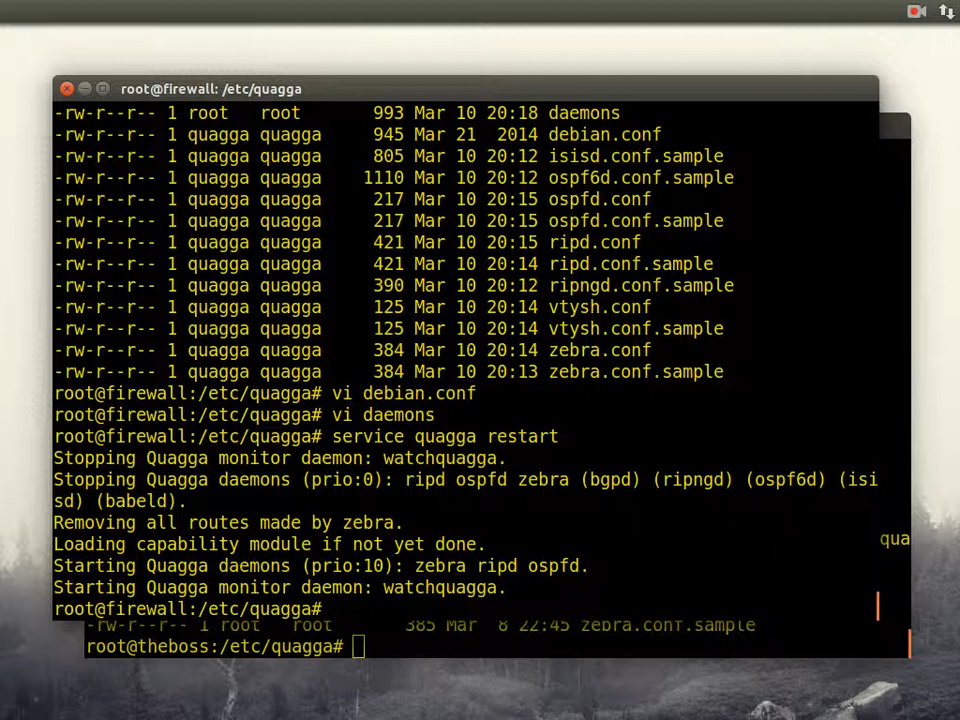 root@firewall: /etc/quagga
-rw-r--r-- 1 root   root       993 Mar 10 20:18 daemons
-rw-r--r-- 1 quagga quagga     945 Mar 21  2014 debian.conf
-rw-r--r-- 1 quagga quagga     805 Mar 10 20:12 isisd.conf.sample
-rw-r--r-- 1 quagga quagga    1110 Mar 10 20:12 ospf6d.conf.sample
-rw-r--r-- 1 quagga quagga     217 Mar 10 20:15 ospfd.conf
-rw-r--r-- 1 quagga quagga     217 Mar 10 20:15 ospfd.conf.sample
-rw-r--r-- 1 quagga quagga     421 Mar 10 20:15 ripd.conf
-rw-r--r-- 1 quagga quagga     421 Mar 10 20:14 ripd.conf.sample
-rw-r--r-- 1 quagga quagga     390 Mar 10 20:12 ripngd.conf.sample
-rw-r--r-- 1 quagga quagga     125 Mar 10 20:14 vtysh.conf
-rw-r--r-- 1 quagga quagga     125 Mar 10 20:14 vtysh.conf.sample
-rw-r--r-- 1 quagga quagga     384 Mar 10 20:14 zebra.conf
-rw-r--r-- 1 quagga quagga     384 Mar 10 20:13 zebra.conf.sample
root@firewall:/etc/quagga# vi debian.conf
root@firewall:/etc/quagga# vi daemons
root@firewall:/etc/quagga# service quagga restart
Stopping Quagga monitor daemon: watchquagga.
Stopping Quagga daemons (prio:0): ripd ospfd zebra (bgpd) (ripngd) (ospf6d) (isi
sd) (babeld).
Removing all routes made by zebra.
Loading capability module if not yet done.
Starting Quagga daemons (prio:10): zebra ripd ospfd.
Starting Quagga monitor daemon: watchquagga.
root@firewall:/etc/quagga#
qua
-rw-r--r-- 1 root   root       385 Mar  8 22:45 zebra.conf.sample
root@theboss:/etc/quagga#